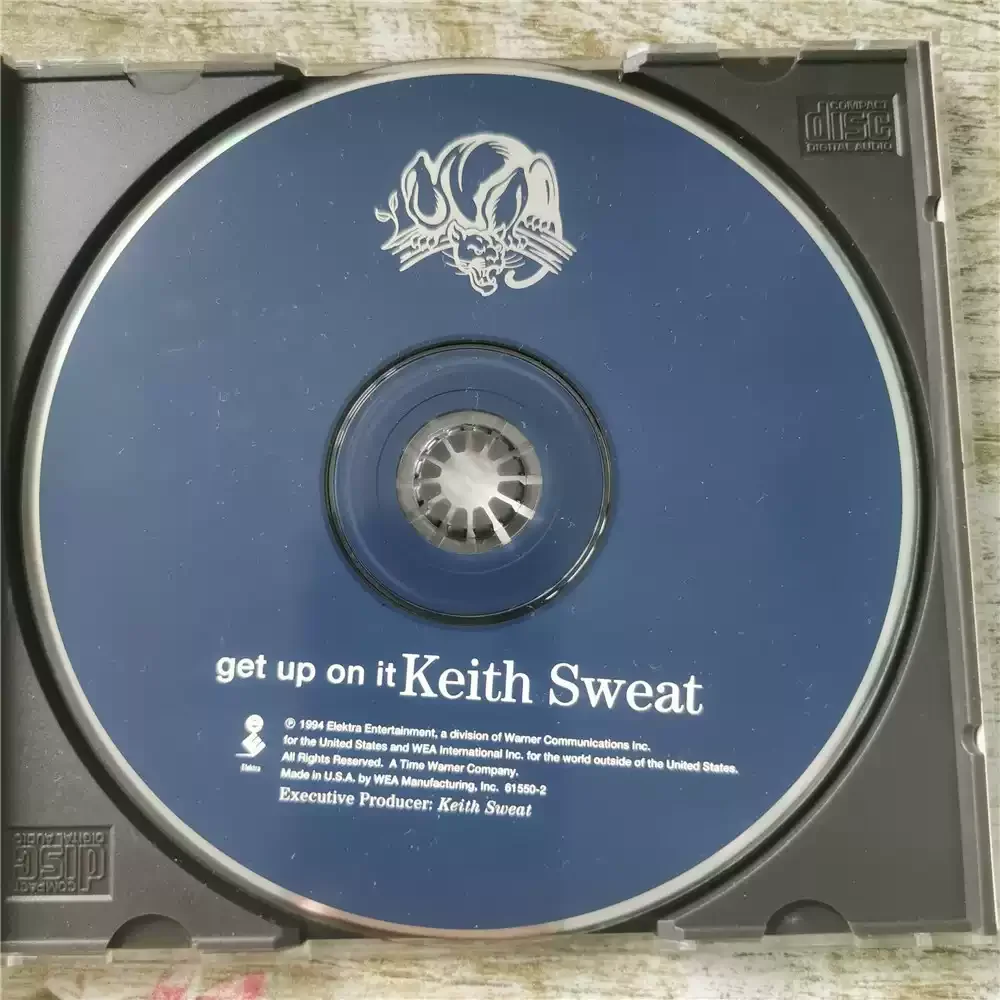 COMPACT
disc
DIGITAL AUDIO
get up on it Keith Sweat
℗ 1994 Elektra Entertainment, a division of Warner Communications Inc.
for the United States and WEA International Inc. for the world outside of the United States.
All Rights Reserved. A Time Warner Company.
Made in U.S.A. by WEA Manufacturing, Inc. 61550-2
Executive Producer: Keith Sweat
Elektra
COMPACT
disc
DIGITAL AUDIO